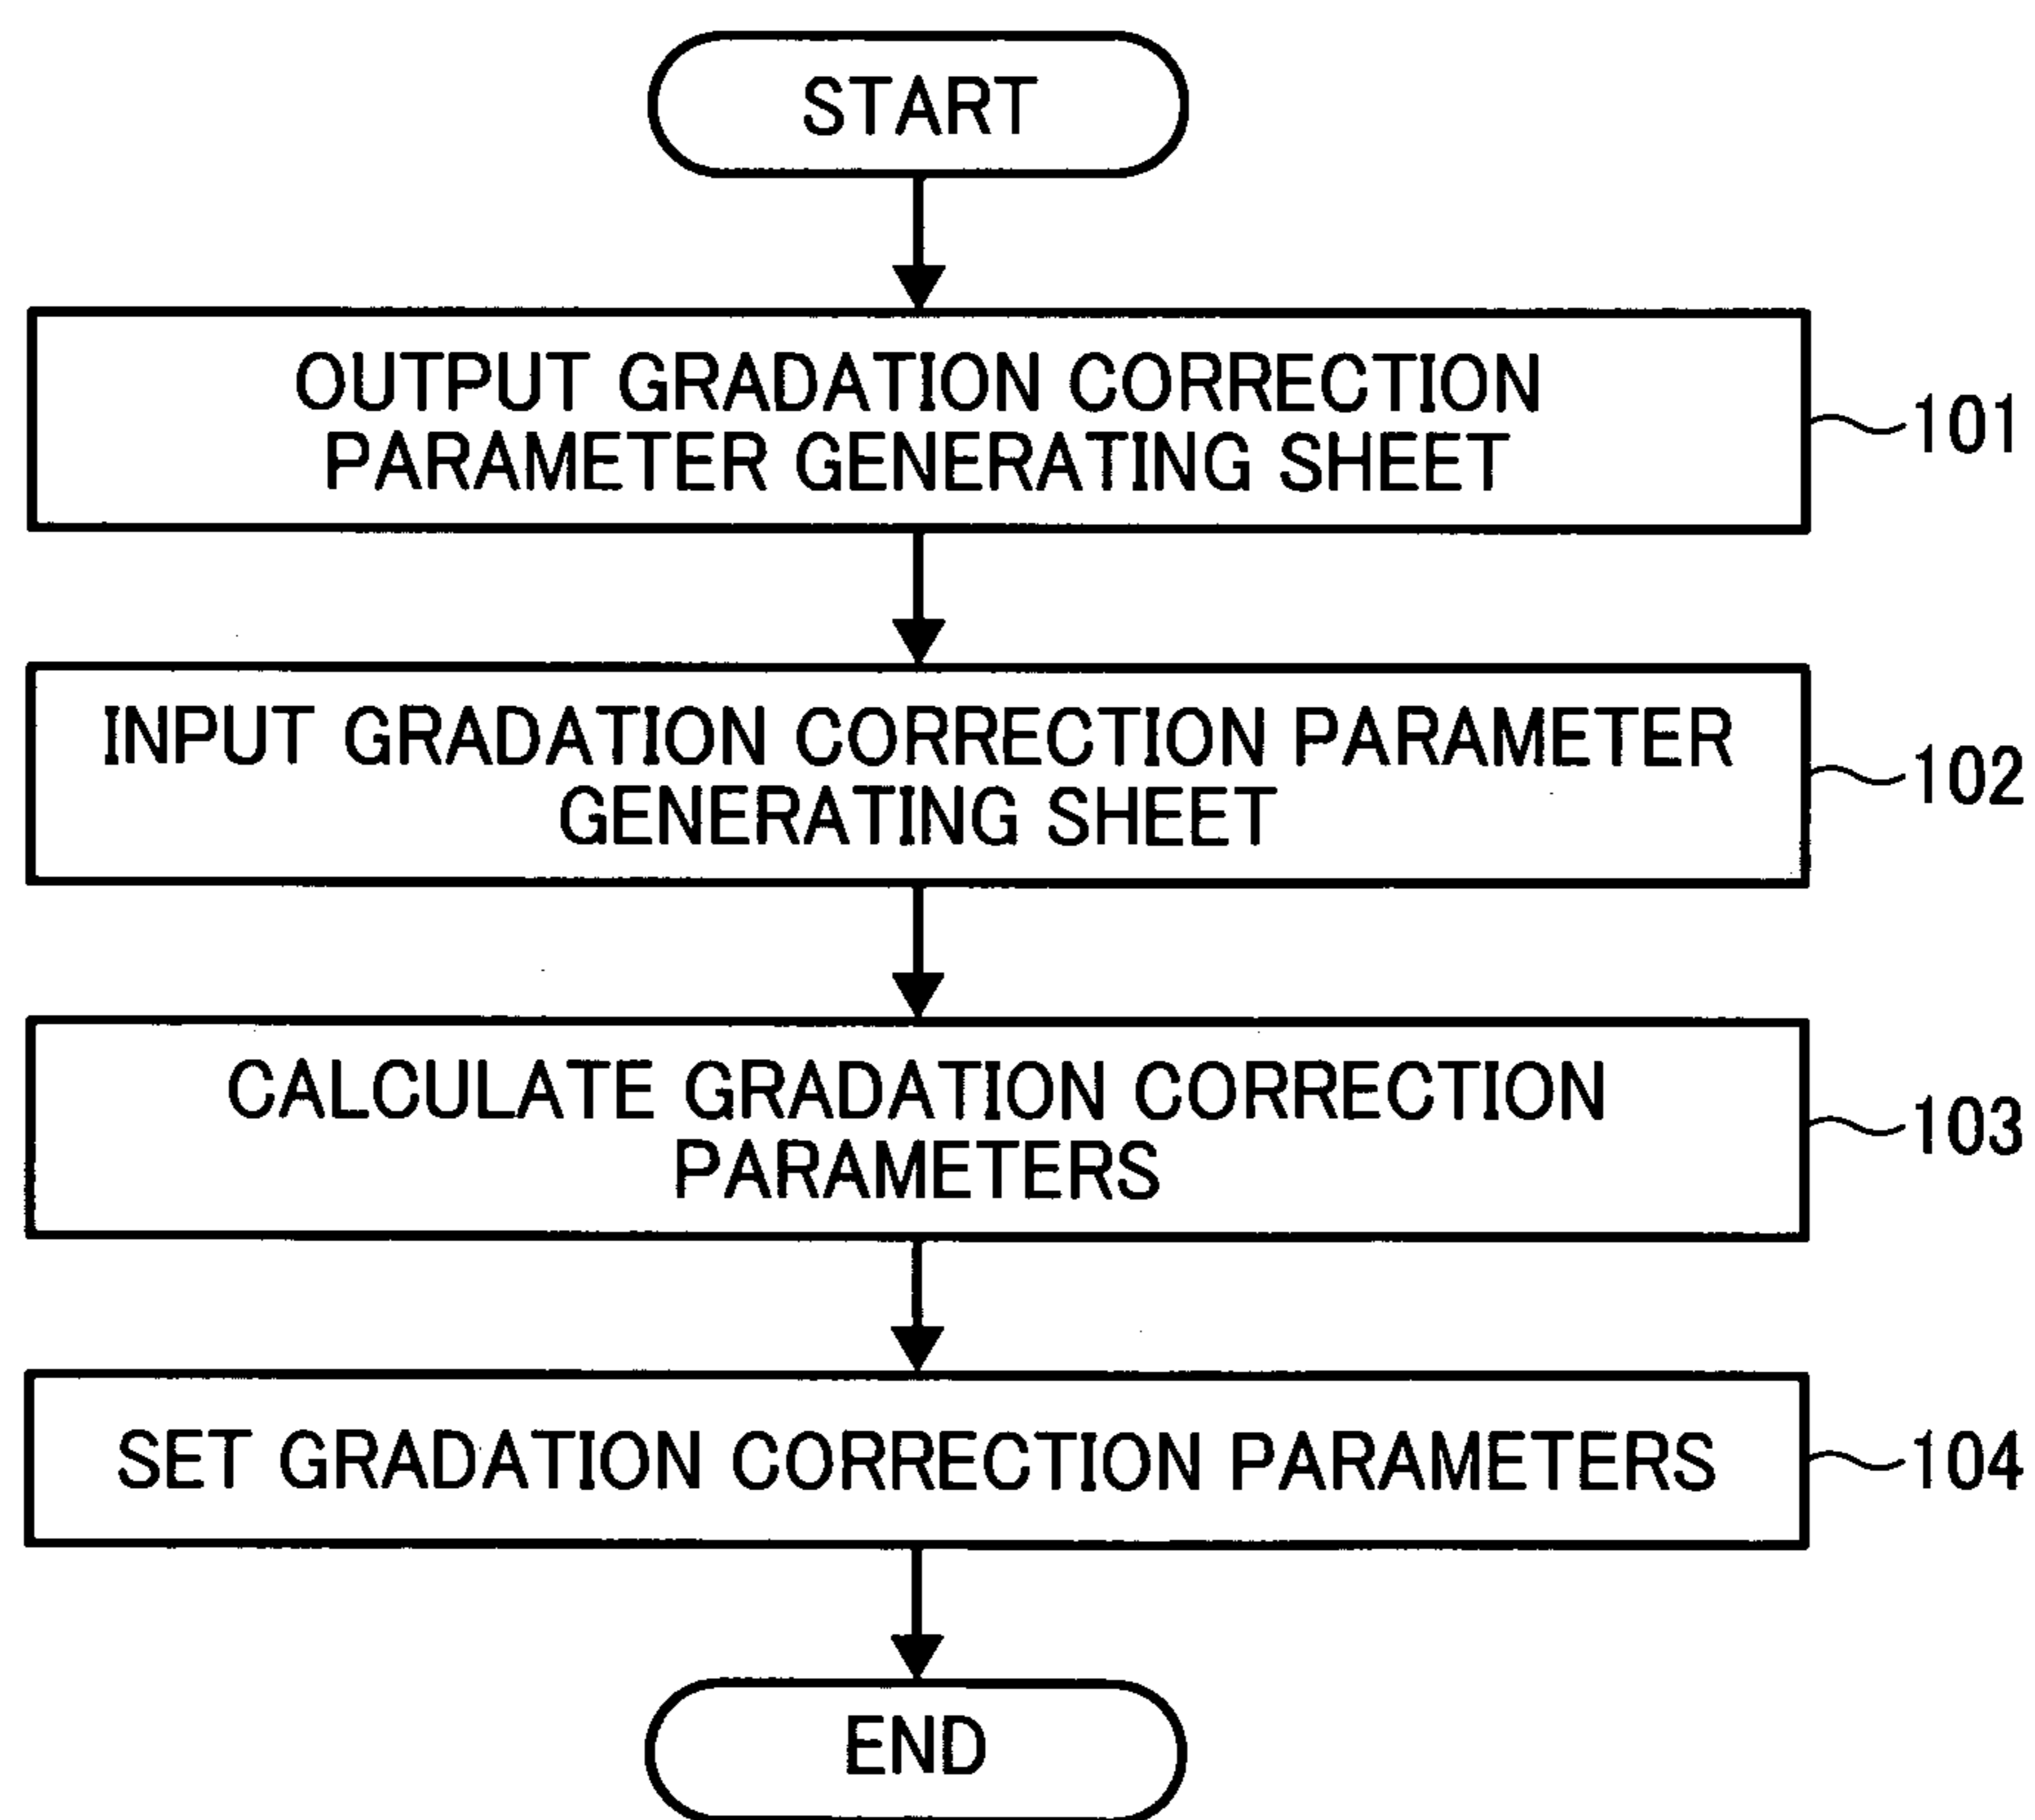 START
OUTPUT GRADATION CORRECTION
PARAMETER GENERATING SHEET
101
INPUT GRADATION CORRECTION PARAMETER
GENERATING SHEET
102
CALCULATE GRADATION CORRECTION
PARAMETERS
103
SET GRADATION CORRECTION PARAMETERS
104
END